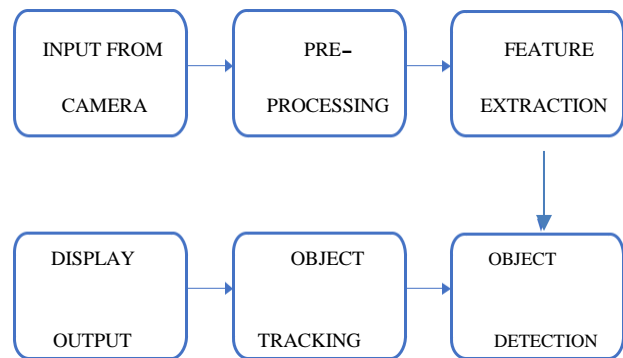 INPUT FROM
CAMERA
PRE-
PROCESSING
FEATURE
EXTRACTION
DISPLAY
OUTPUT
OBJECT
TRACKING
OBJECT
DETECTION